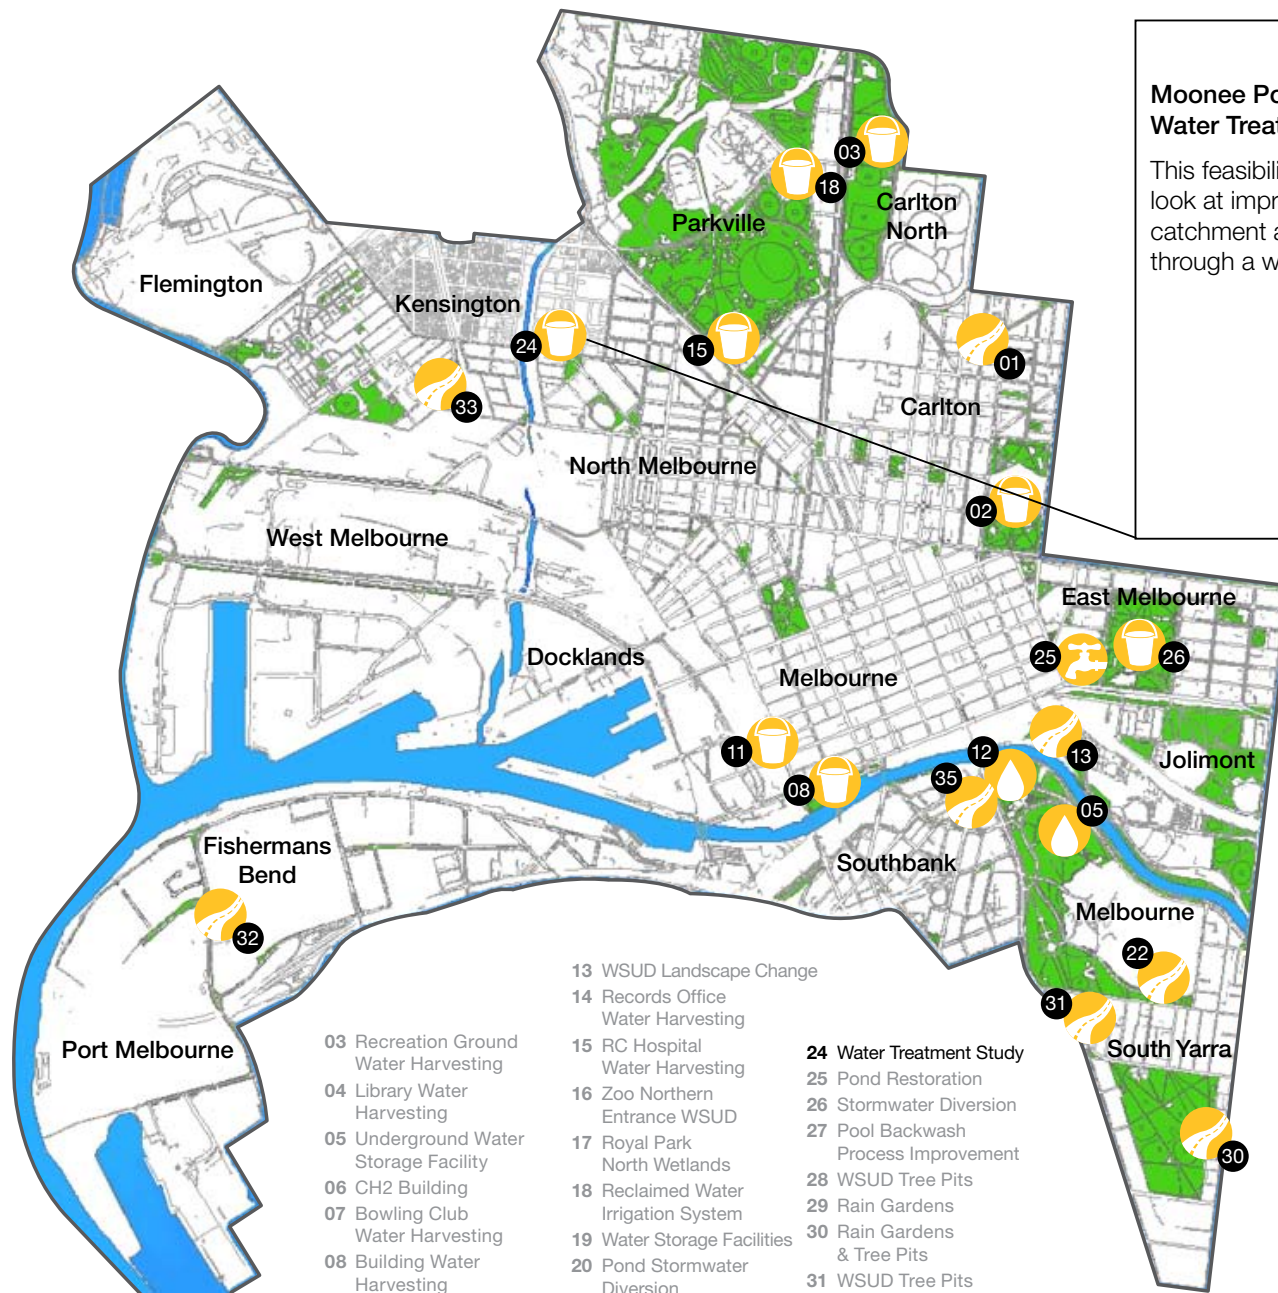 Moonee Po
Water Treat
This feasibili
look at impr
catchment a
through a w
03
18
Carlton
North
Parkville
Flemington
Kensington
24
15
01
33
Carlton
North Melbourne
02
West Melbourne
East Melbourne
25
26
Docklands
Melbourne
11
12
13
Jolimont
35
08
05
Southbank
Fishermans
Bend
Melbourne
32
22
31
Port Melbourne
South Yarra
30
03 Recreation Ground
Water Harvesting
04 Library Water
Harvesting
05 Underground Water
Storage Facility
06 CH2 Building
07 Bowling Club
Water Harvesting
08 Building Water
Harvesting
13 WSUD Landscape Change
14 Records Office
Water Harvesting
15 RC Hospital
Water Harvesting
16 Zoo Northern
Entrance WSUD
17 Royal Park
North Wetlands
18 Reclaimed Water
Irrigation System
19 Water Storage Facilities
20 Pond Stormwater
Diversion
24 Water Treatment Study
25 Pond Restoration
26 Stormwater Diversion
27 Pool Backwash
Process Improvement
28 WSUD Tree Pits
29 Rain Gardens
30 Rain Gardens
& Tree Pits
31 WSUD Tree Pits